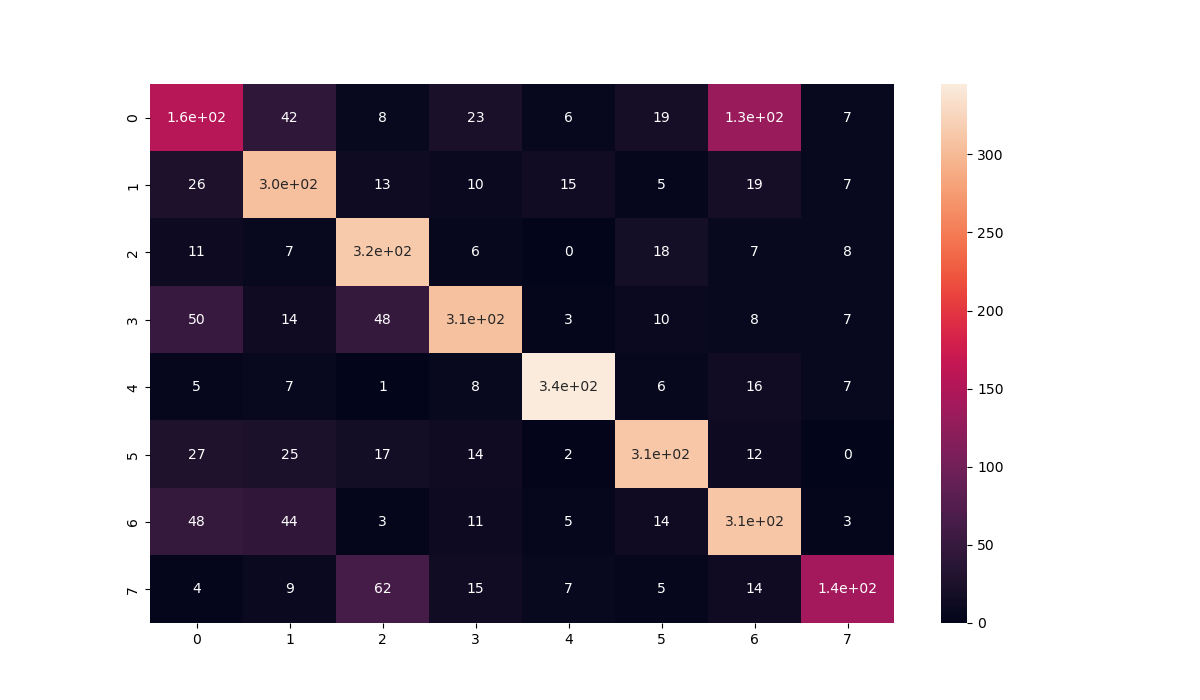 0 1.6e+02 42 8 23 6 19 1.3e+02 7
1 26 3.0e+02 13 10 15 5 19 7
2 11 7 3.2e+02 6 0 18 7 8
3 50 14 48 3.1e+02 3 10 8 7
4 5 7 1 8 3.4e+02 6 16 7
5 27 25 17 14 2 3.1e+02 12 0
6 48 44 3 11 5 14 3.1e+02 3
7 4 9 62 15 7 5 14 1.4e+02
0 1 2 3 4 5 6 7
300
250
200
150
100
50
0